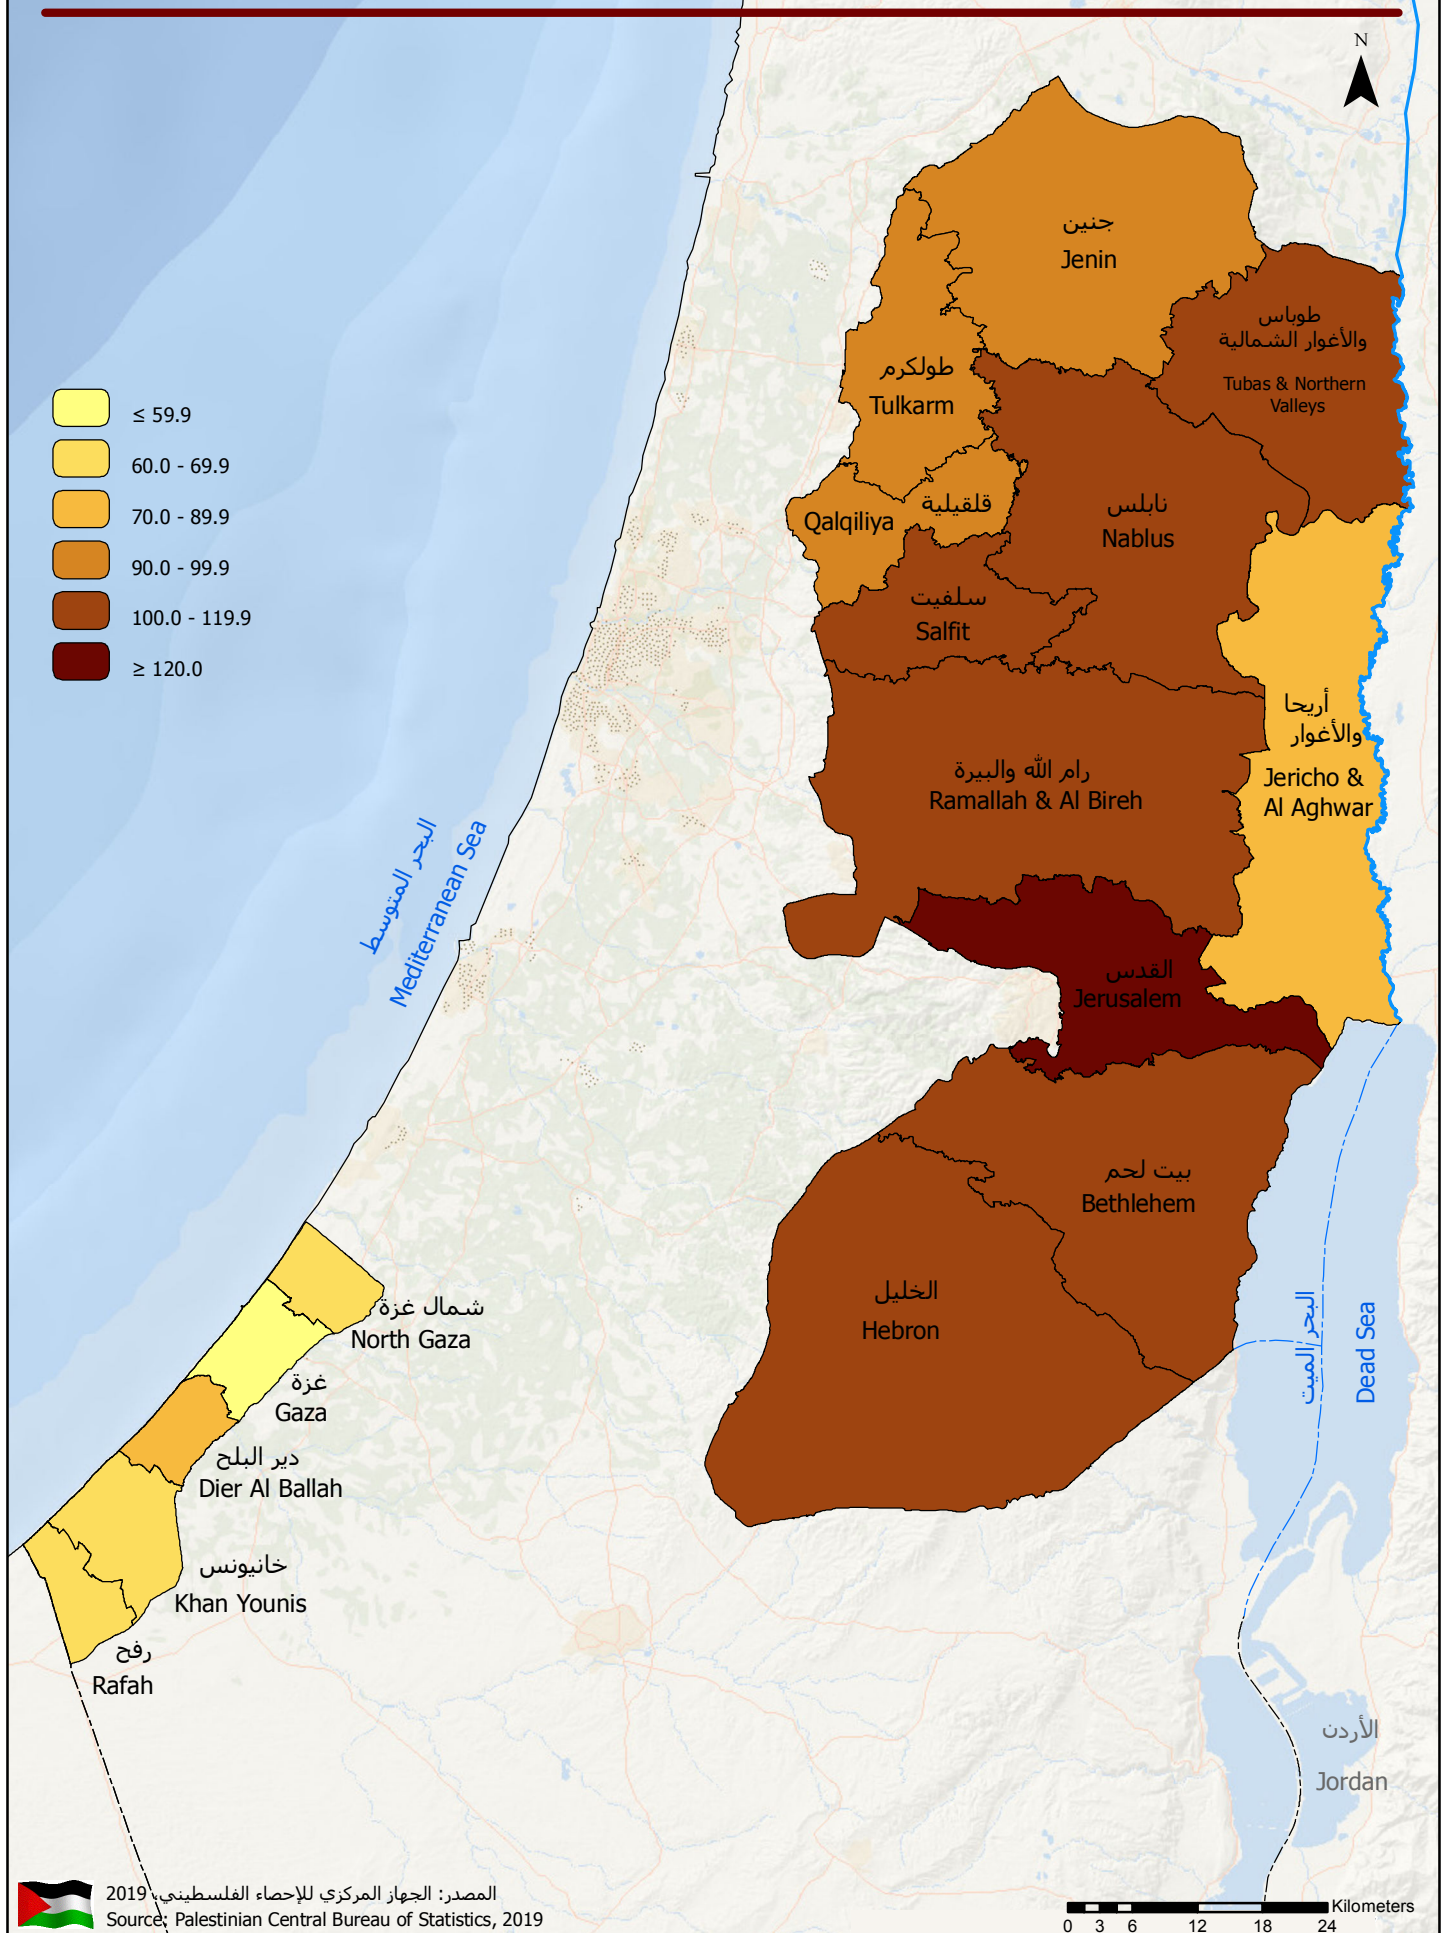 N
جنين
Jenin
طوباس
والأغوار الشمالية
Tubas & Northern
Valleys
طولكرم
Tulkarm
≤ 59.9
60.0 - 69.9
70.0 - 89.9
90.0 - 99.9
100.0 - 119.9
≥ 120.0
قلقيلية
Qalqiliya
نابلس
Nablus
سلفيت
Salfit
أريحا
والأغوار
Jericho &
Al Aghwar
رام الله والبيرة
Ramallah & Al Bireh
البحر المتوسط
Mediterranean Sea
القدس
Jerusalem
بيت لحم
Bethlehem
الخليل
Hebron
البحر الميت
Dead Sea
شمال غزة
North Gaza
غزة
Gaza
دير البلح
Dier Al Ballah
خانيونس
Khan Younis
رفح
Rafah
الأردن
Jordan
المصدر: الجهاز المركزي للإحصاء الفلسطيني، 2019
Source: Palestinian Central Bureau of Statistics, 2019
Kilometers
0 3 6 12 18 24